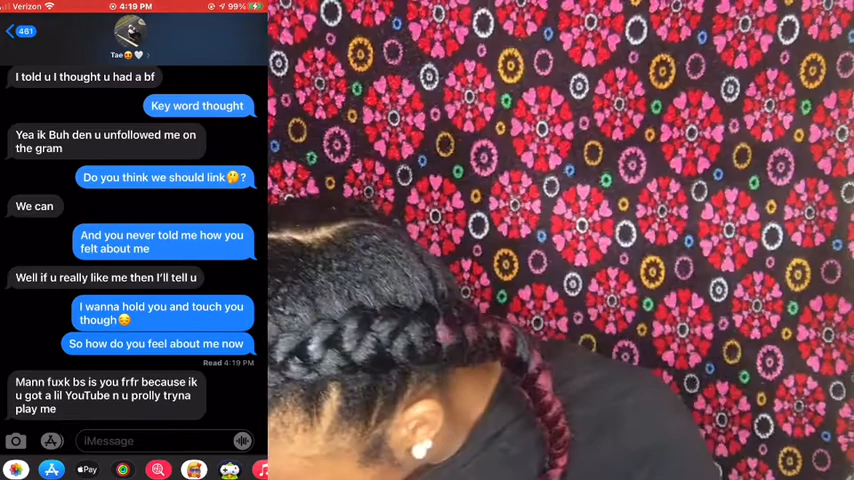 Verizon
4:19 PM
99%
461
Tae😍🤍
I told u I thought u had a bf
Key word thought
Yea ik Buh den u unfollowed me on
the gram
Do you think we should link🤔?
We can
And you never told me how you
felt about me
Well if u really like me then I'll tell u
I wanna hold you and touch you
though😔
So how do you feel about me now
Read 4:19 PM
Mann fuxk bs is you frfr because ik
u got a lil YouTube n u prolly tryna
play me
iMessage
Pay